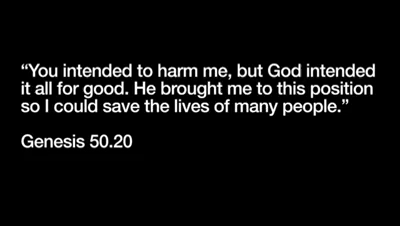 “You intended to harm me, but God intended
it all for good. He brought me to this position
so I could save the lives of many people.”
Genesis 50.20